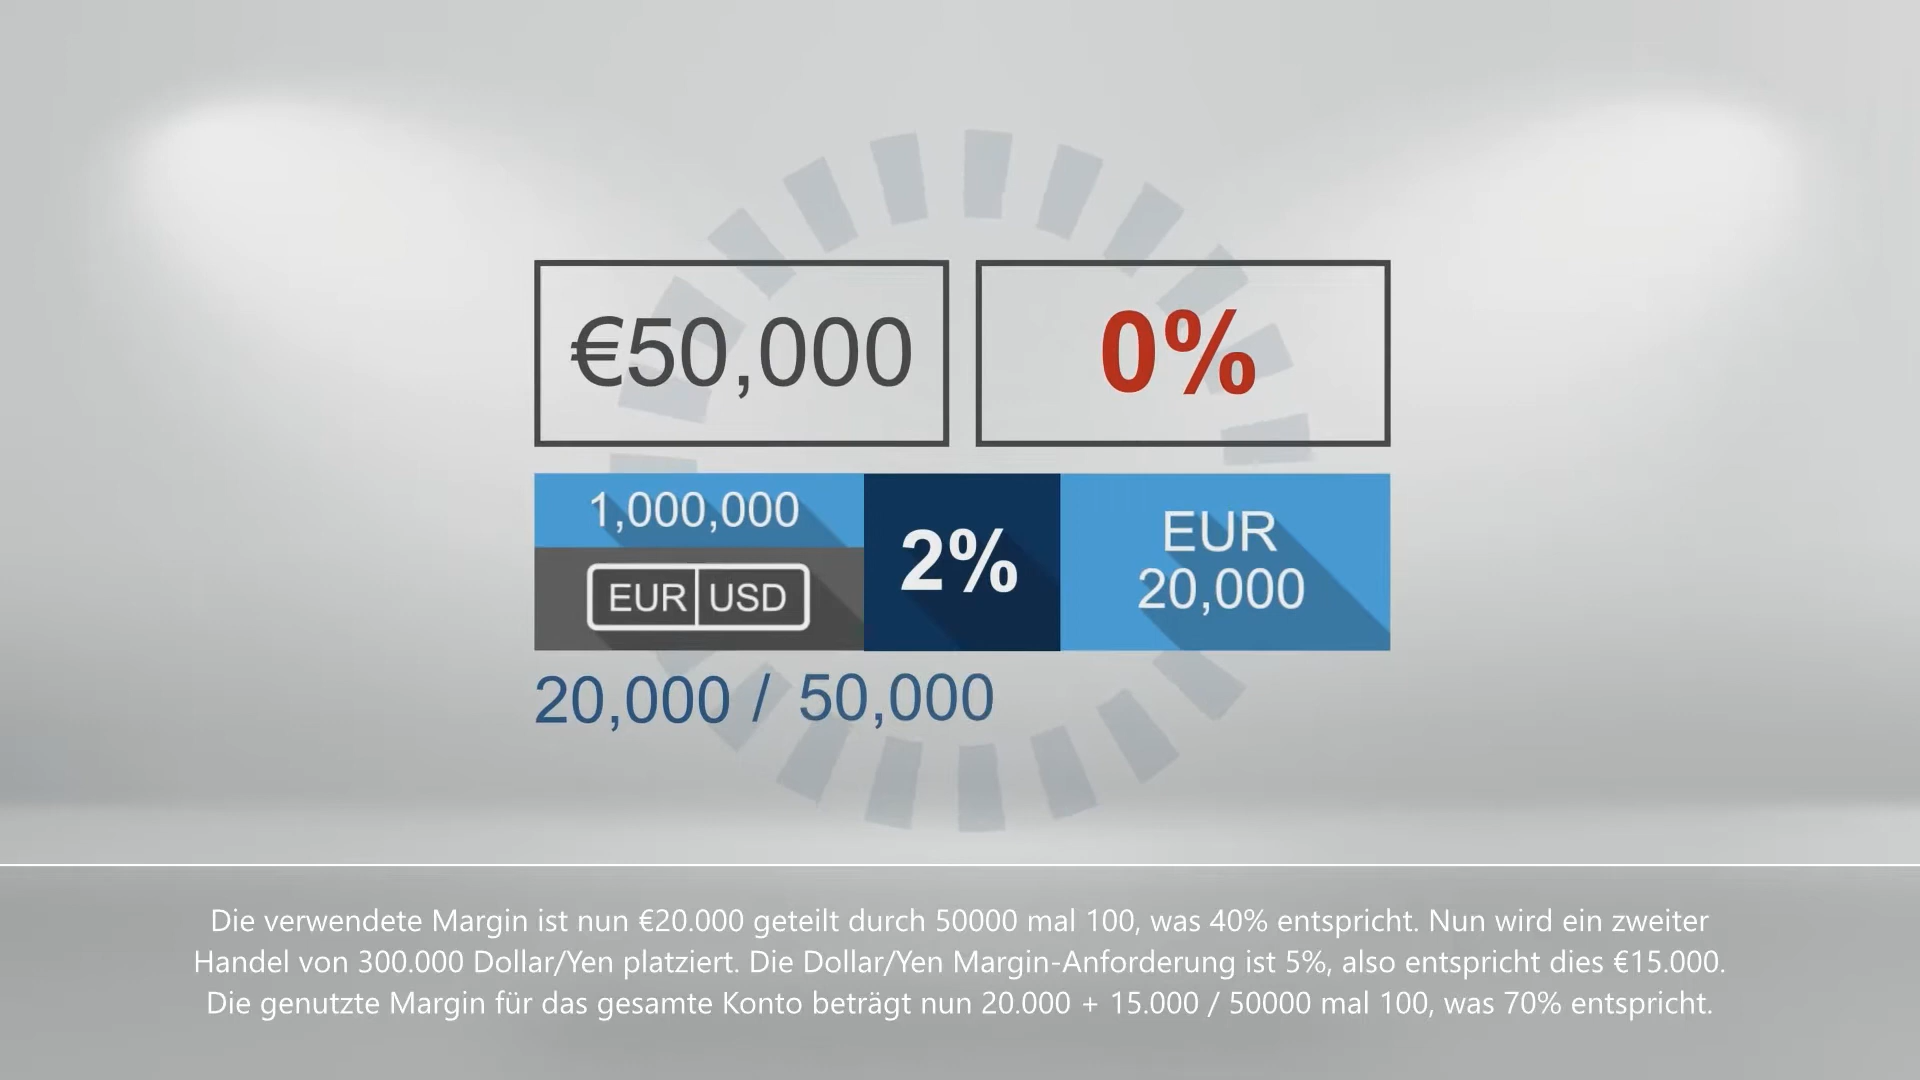 €50,000
0%
1,000,000
EUR USD
2%
EUR
20,000
20,000 / 50,000
Die verwendete Margin ist nun €20.000 geteilt durch 50000 mal 100, was 40% entspricht. Nun wird ein zweiter
Handel von 300.000 Dollar/Yen platziert. Die Dollar/Yen Margin-Anforderung ist 5%, also entspricht dies €15.000.
Die genutzte Margin für das gesamte Konto beträgt nun 20.000 + 15.000 / 50000 mal 100, was 70% entspricht.